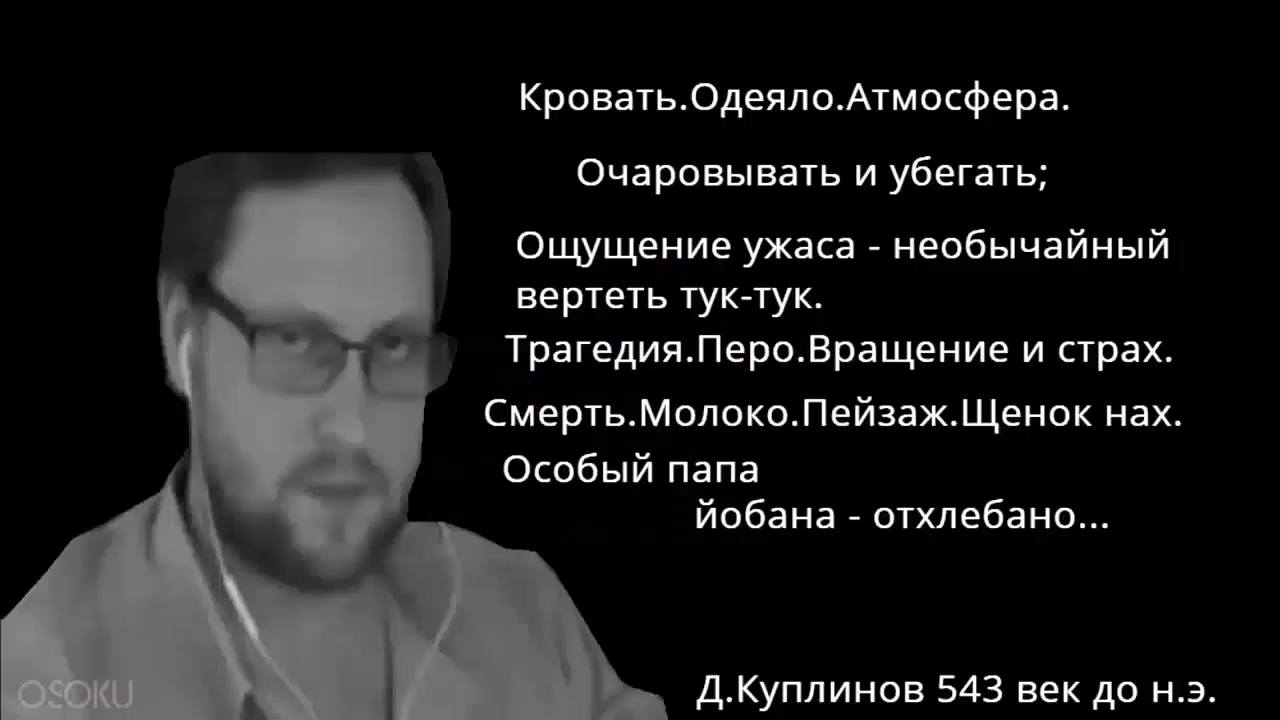 Кровать.Одеяло.Атмосфера.
Очаровывать и убегать;
Ощущение ужаса - необычайный
вертеть тук-тук.
Трагедия.Перо.Вращение и страх.
Смерть.Молоко.Пейзаж.Щенок нах.
Особый папа
йобана - отхлебано...
Д.Куплинов 543 век до н.э.
OSOKU